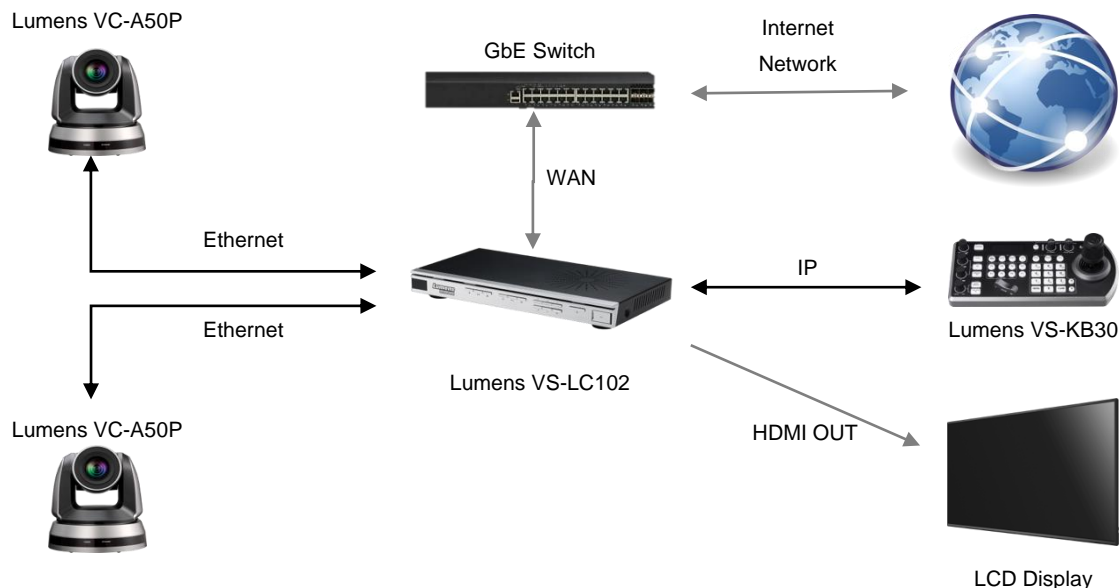 Lumens VC-A50P
GbE Switch
Internet
Network
WAN
Ethernet
IP
Ethernet
Lumens VS-KB30
Lumens VS-LC102
Lumens VC-A50P
HDMI OUT
LCD Display